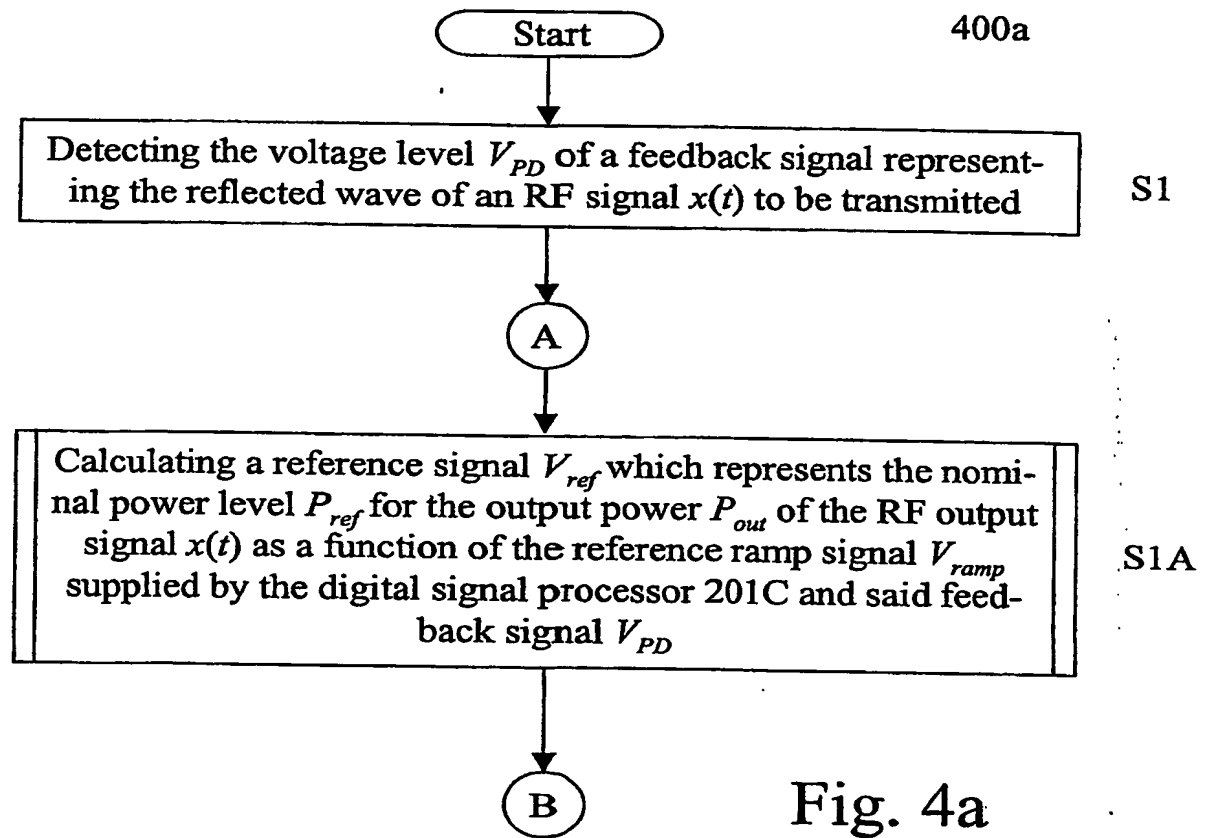 Start
400a
Detecting the voltage level V_PD of a feedback signal represent-
ing the reflected wave of an RF signal x(t) to be transmitted
S1
A
Calculating a reference signal V_ref which represents the nomi-
nal power level P_ref for the output power P_out of the RF output
signal x(t) as a function of the reference ramp signal V_ramp
supplied by the digital signal processor 201C and said feed-
back signal V_PD
S1A
B
Fig. 4a